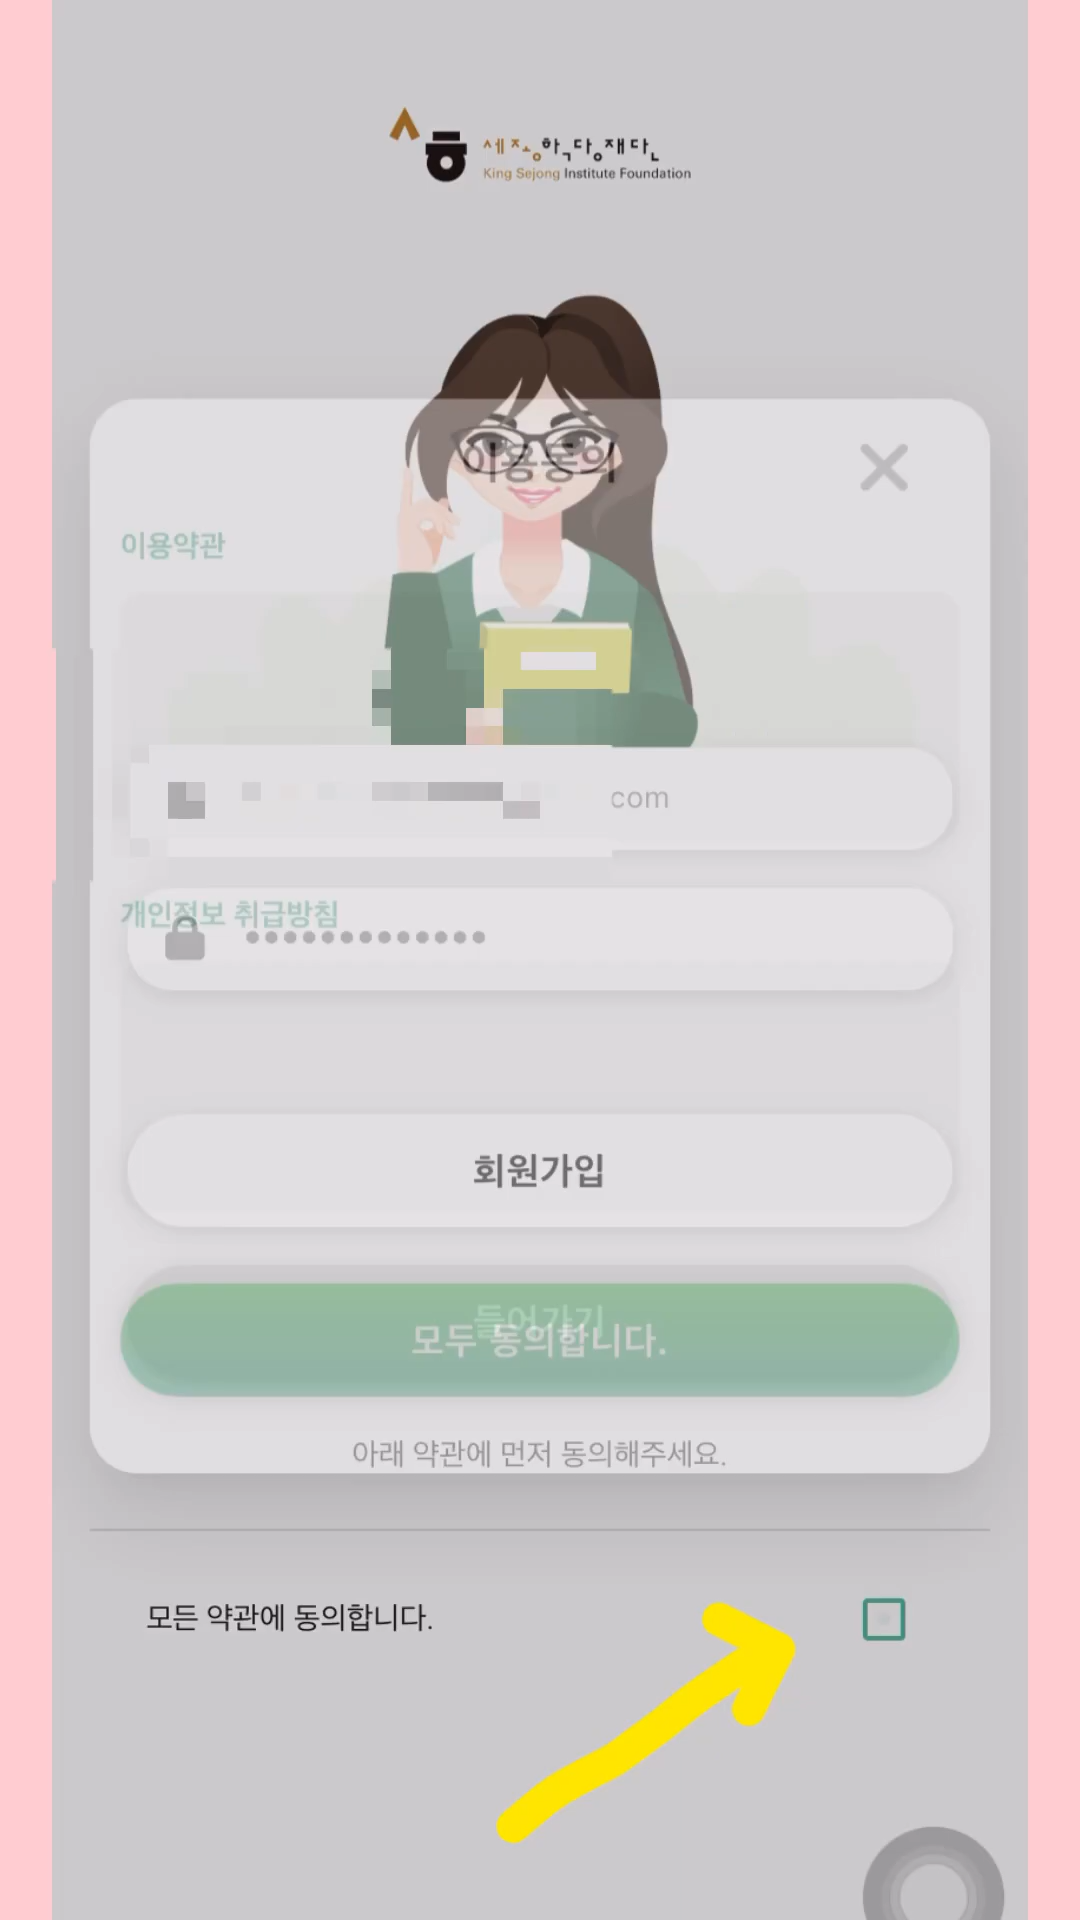 세종학당재단
King Sejong Institute Foundation
이용동의
이용약관
com
개인정보 취급방침
회원가입
들어가기
모두 동의합니다.
아래 약관에 먼저 동의해주세요.
모든 약관에 동의합니다.